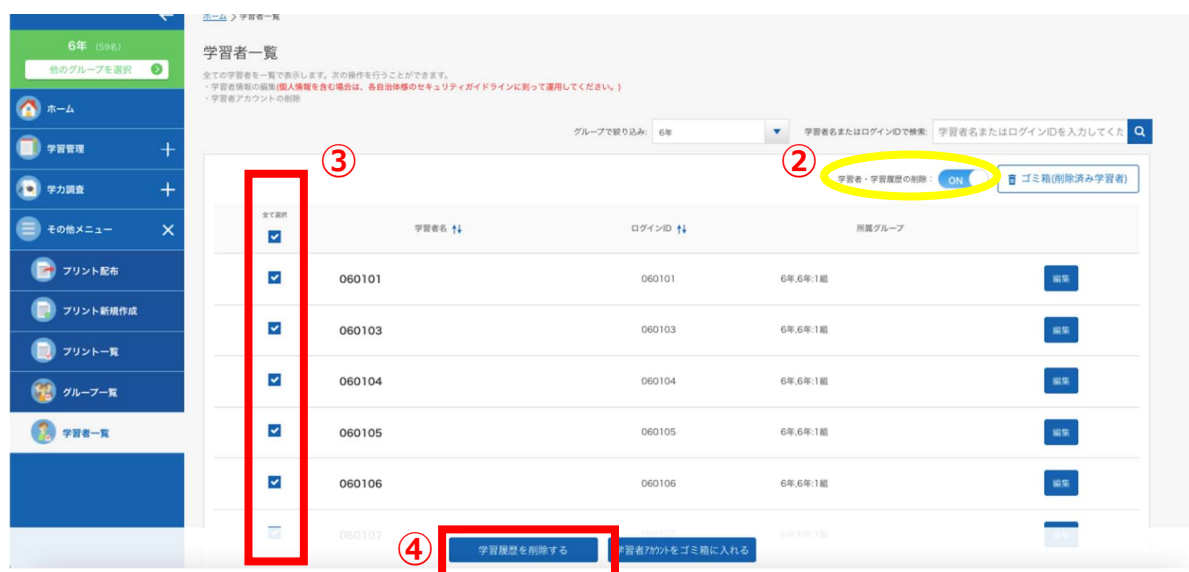 ホーム 〉学習者一覧
6年 (59名)
他のグループを選択
ホーム
学習管理
学力調査
その他メニュー
プリント配布
プリント新規作成
プリント一覧
グループ一覧
学習者一覧
学習者一覧
全ての学習者を一覧で表示します。次の操作を行うことができます。
・学習者情報の編集(個人情報を含む場合は、各自治体様のセキュリティガイドラインに則って運用してください。)
・学習者アカウントの削除
グループで絞り込み: 6年 学習者名またはログインIDで検索: 学習者名またはログインIDを入力してくた
③ ②
学習者・学習履歴の削除: ON ゴミ箱(削除済み学習者)
全て選択
学習者名 ログインID 所属グループ
060101 060101 6年,6年:1組 編集
060103 060103 6年,6年:1組 編集
060104 060104 6年,6年:1組 編集
060105 060105 6年,6年:1組 編集
060106 060106 6年,6年:1組 編集
060107 060107 6年,6年:1組 編集
④ 学習履歴を削除する 学習者アカウントをゴミ箱に入れる